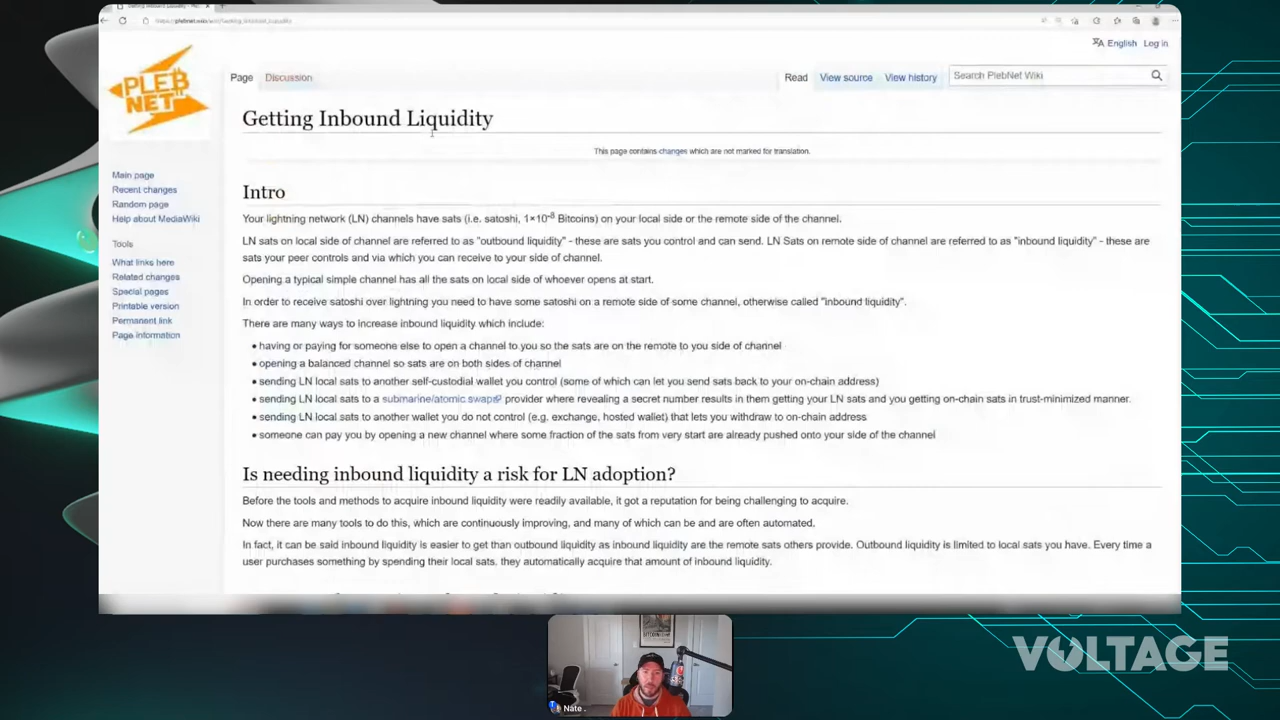 English Log in
PLEB
NET
Page Discussion
Read View source View history
Search PlebNet Wiki
Getting Inbound Liquidity
This page contains changes which are not marked for translation.
Main page
Recent changes
Random page
Help about MediaWiki
Tools
What links here
Related changes
Special pages
Printable version
Permanent link
Page information
Intro
Your lightning network (LN) channels have sats (i.e. satoshi, 1×10⁻⁸ Bitcoins) on your local side or the remote side of the channel.
LN sats on local side of channel are referred to as "outbound liquidity" - these are sats you control and can send. LN Sats on remote side of channel are referred to as "inbound liquidity" - these are
sats your peer controls and via which you can receive to your side of channel.
Opening a typical simple channel has all the sats on local side of whoever opens at start.
In order to receive satoshi over lightning you need to have some satoshi on a remote side of some channel, otherwise called "inbound liquidity".
There are many ways to increase inbound liquidity which include:
• having or paying for someone else to open a channel to you so the sats are on the remote to you side of channel
• opening a balanced channel so sats are on both sides of channel
• sending LN local sats to another self-custodial wallet you control (some of which can let you send sats back to your on-chain address)
• sending LN local sats to a submarine/atomic swap provider where revealing a secret number results in them getting your LN sats and you getting on-chain sats in trust-minimized manner.
• sending LN local sats to another wallet you do not control (e.g. exchange, hosted wallet) that lets you withdraw to on-chain address
• someone can pay you by opening a new channel where some fraction of the sats from very start are already pushed onto your side of the channel
Is needing inbound liquidity a risk for LN adoption?
Before the tools and methods to acquire inbound liquidity were readily available, it got a reputation for being challenging to acquire.
Now there are many tools to do this, which are continuously improving, and many of which can be and are often automated.
In fact, it can be said inbound liquidity is easier to get than outbound liquidity as inbound liquidity are the remote sats others provide. Outbound liquidity is limited to local sats you have. Every time a
user purchases something by spending their local sats, they automatically acquire that amount of inbound liquidity.
Nate .
VOLTAGE